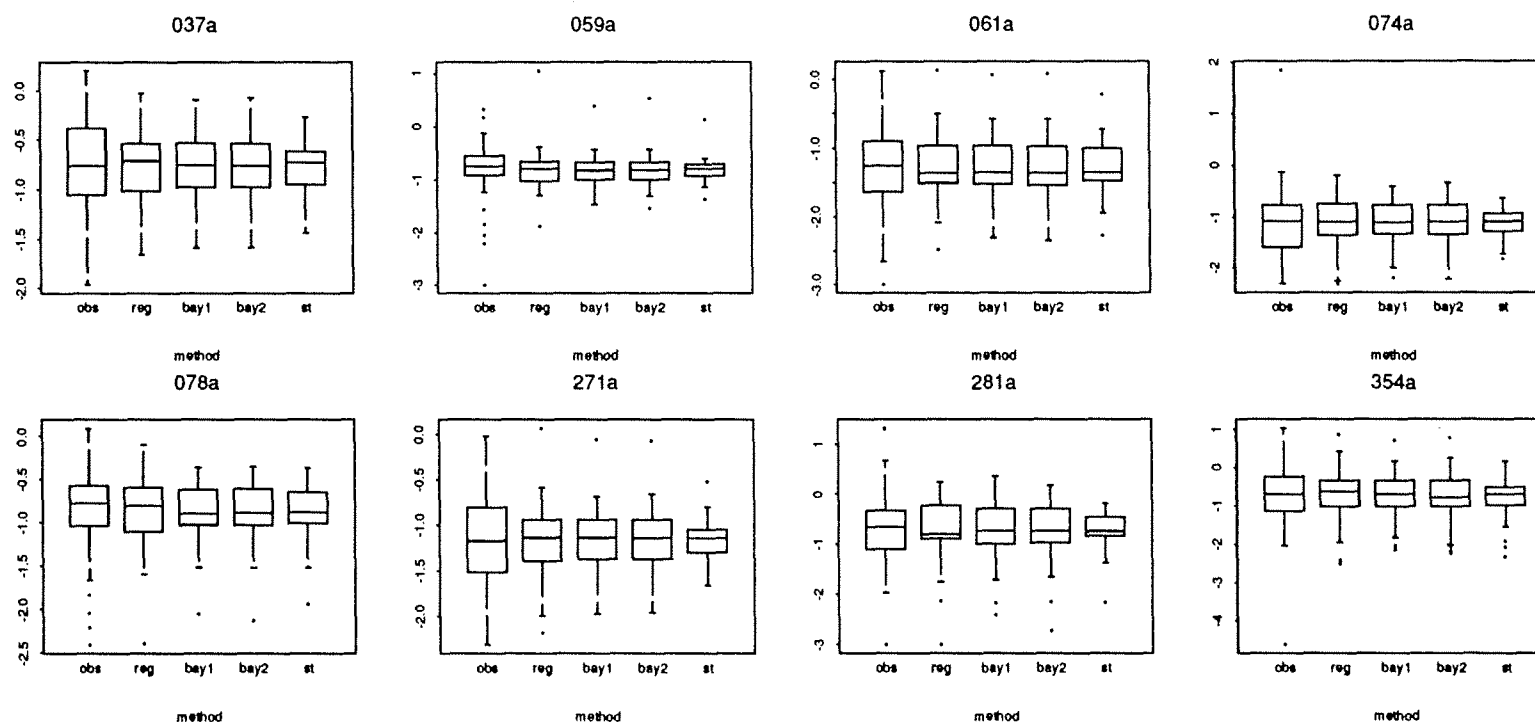 037a 059a 061a 074a
0.0 -0.5 -1.0 -1.5 -2.0
1 0 -1 -2 -3
0.0 -1.0 -2.0 -3.0
2 1 0 -1 -2
obs reg bay1 bay2 st
obs reg bay1 bay2 st
obs reg bay1 bay2 st
obs reg bay1 bay2 st
method method method method
078a 271a 281a 354a
0.0 -0.5 -1.0 -1.5 -2.0 -2.5
0.0 -0.5 -1.0 -1.5 -2.0
1 0 -1 -2 -3
1 0 -1 -2 -3 -4
obs reg bay1 bay2 st
obs reg bay1 bay2 st
obs reg bay1 bay2 st
obs reg bay1 bay2 st
method method method method